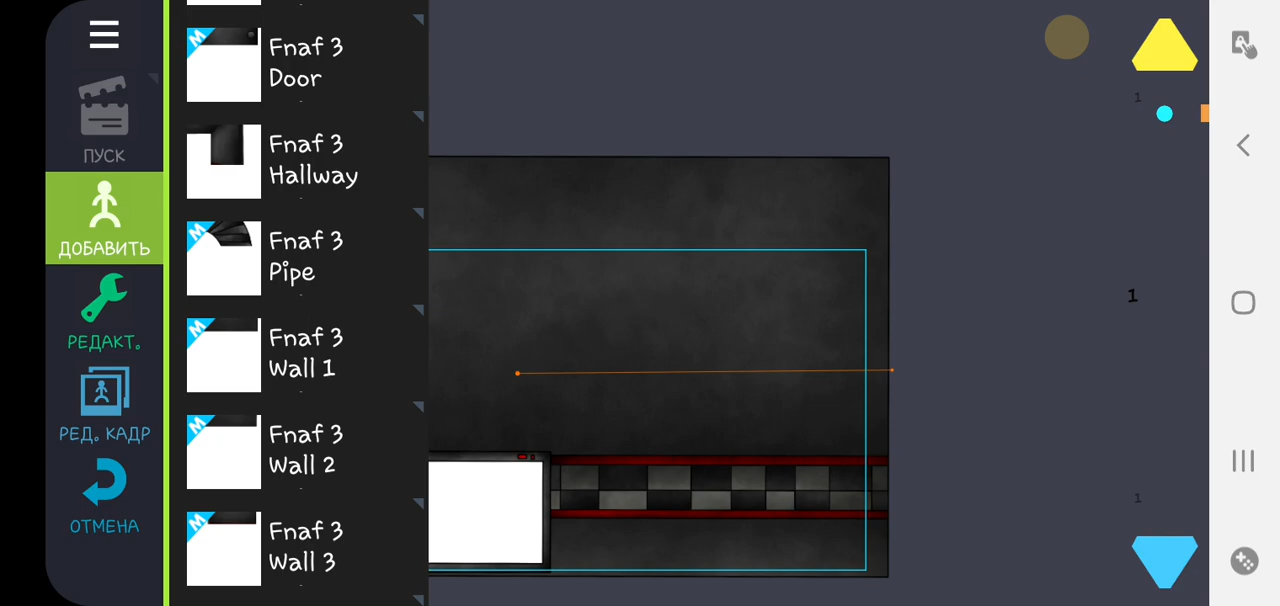 ПУСК
ДОБАВИТЬ
РЕДАКТ.
РЕД. КАДР
ОТМЕНА
M
Fnaf 3
Door
Fnaf 3
Hallway
M
Fnaf 3
Pipe
M
Fnaf 3
Wall 1
M
Fnaf 3
Wall 2
M
Fnaf 3
Wall 3
1
1
1